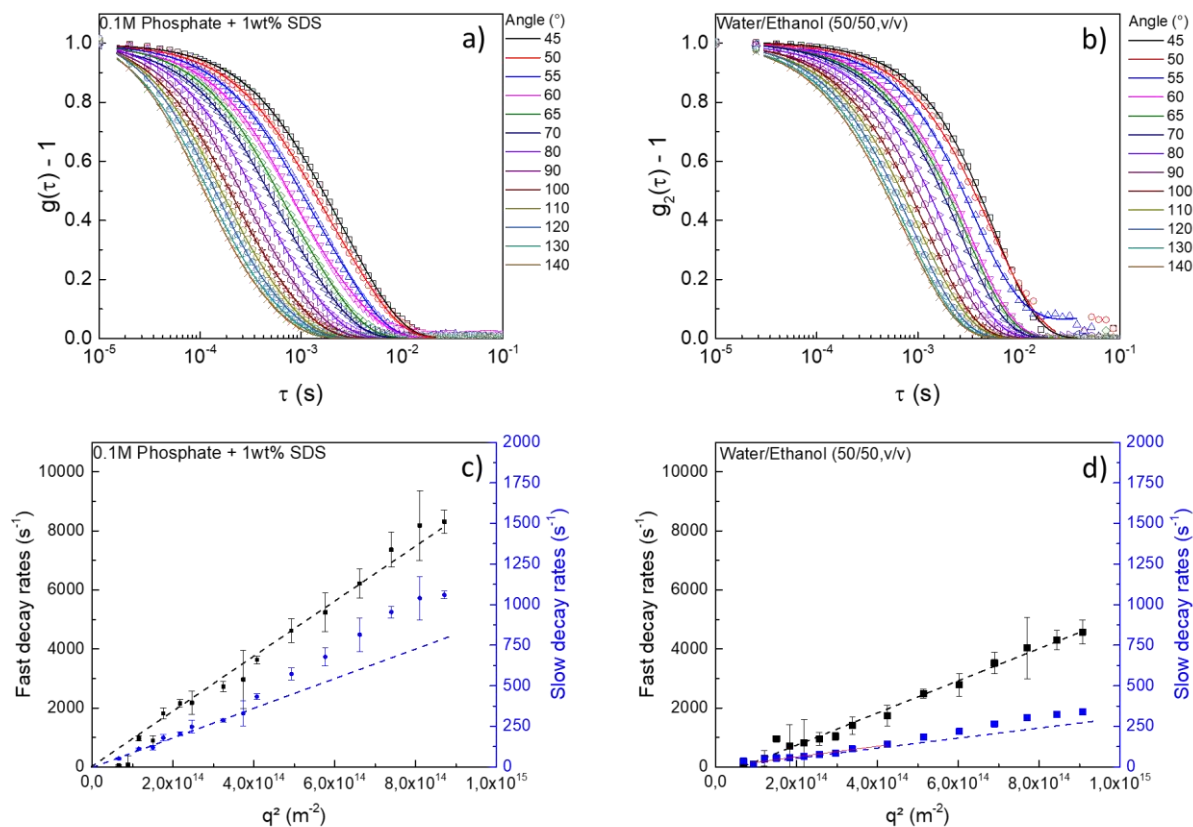 0.1M Phosphate + 1wt% SDS
a)
Angle (°)
45
50
55
60
65
70
80
90
100
110
120
130
140
1.0
0.8
0.6
0.4
0.2
0.0
g(τ) - 1
10⁻⁵
10⁻⁴
10⁻³
10⁻²
10⁻¹
τ (s)
Water/Ethanol (50/50,v/v)
b)
Angle (°)
45
50
55
60
65
70
80
90
100
110
120
130
140
1.0
0.8
0.6
0.4
0.2
0.0
g₂(τ) - 1
10⁻⁵
10⁻⁴
10⁻³
10⁻²
10⁻¹
τ (s)
0.1M Phosphate + 1wt% SDS
c)
10000
8000
6000
4000
2000
0
Fast decay rates (s⁻¹)
2000
1750
1500
1250
1000
750
500
250
0
Slow decay rates (s⁻¹)
0,0
2,0x10¹⁴
4,0x10¹⁴
6,0x10¹⁴
8,0x10¹⁴
1,0x10¹⁵
q² (m⁻²)
Water/Ethanol (50/50,v/v)
d)
10000
8000
6000
4000
2000
0
Fast decay rates (s⁻¹)
2000
1750
1500
1250
1000
750
500
250
0
Slow decay rates (s⁻¹)
0,0
2,0x10¹⁴
4,0x10¹⁴
6,0x10¹⁴
8,0x10¹⁴
1,0x10¹⁵
q² (m⁻²)